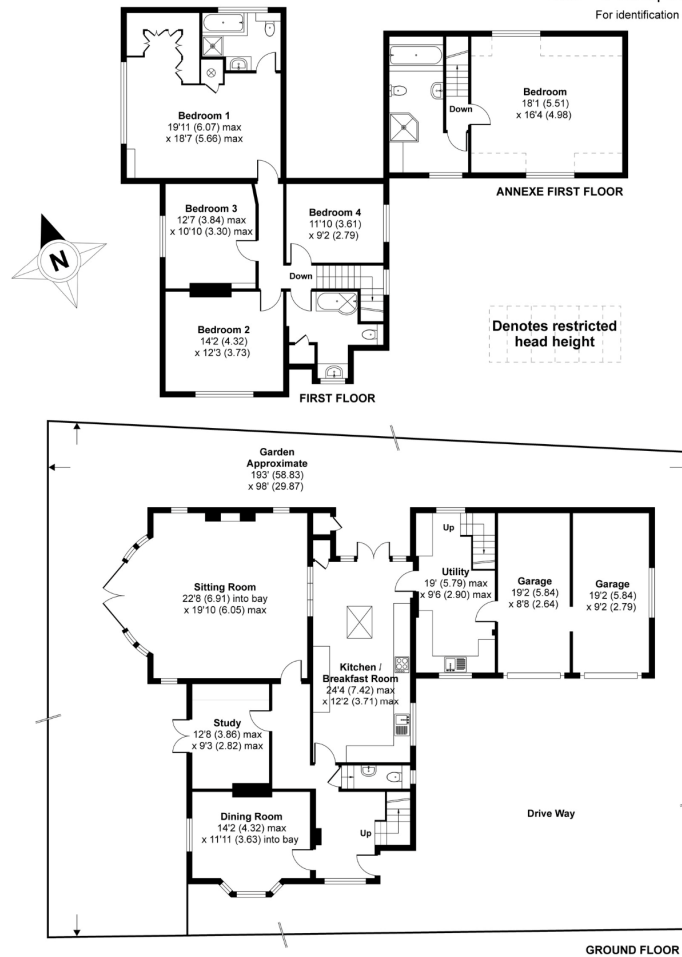 For identification
Bedroom 1
19'11 (6.07) max
x 18'7 (5.66) max
Down
Bedroom
18'1 (5.51)
x 16'4 (4.98)
ANNEXE FIRST FLOOR
Bedroom 3
12'7 (3.84) max
x 10'10 (3.30) max
Bedroom 4
11'10 (3.61)
x 9'2 (2.79)
N
Down
Bedroom 2
14'2 (4.32)
x 12'3 (3.73)
Denotes restricted
head height
FIRST FLOOR
Garden
Approximate
193' (58.83)
x 98' (29.87)
Up
Sitting Room
22'8 (6.91) into bay
x 19'10 (6.05) max
Utility
19' (5.79) max
x 9'6 (2.90) max
Garage
19'2 (5.84)
x 8'8 (2.64)
Garage
19'2 (5.84)
x 9'2 (2.79)
Kitchen /
Breakfast Room
24'4 (7.42) max
x 12'2 (3.71) max
Study
12'8 (3.86) max
x 9'3 (2.82) max
Dining Room
14'2 (4.32) max
x 11'11 (3.63) into bay
Up
Drive Way
GROUND FLOOR